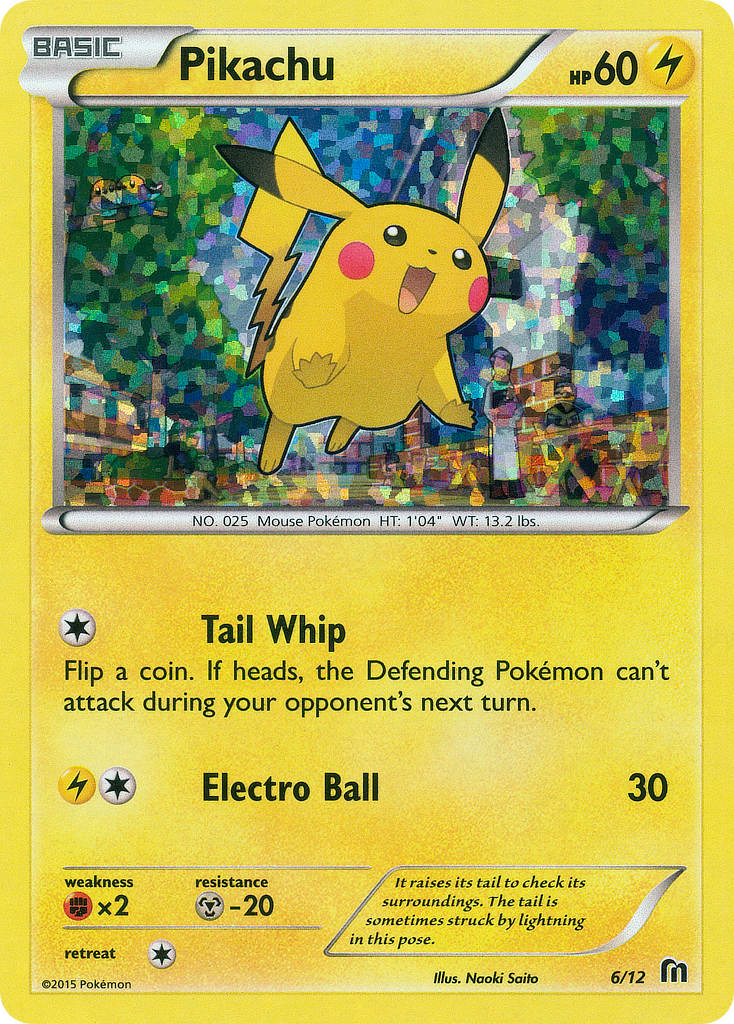 BASIC
Pikachu
HP60
NO. 025 Mouse Pokémon HT: 1'04" WT: 13.2 lbs.
Tail Whip
Flip a coin. If heads, the Defending Pokémon can't
attack during your opponent's next turn.
Electro Ball 30
weakness resistance
×2 -20
It raises its tail to check its
surroundings. The tail is
sometimes struck by lightning
in this pose.
retreat
©2015 Pokémon
Illus. Naoki Saito
6/12 m